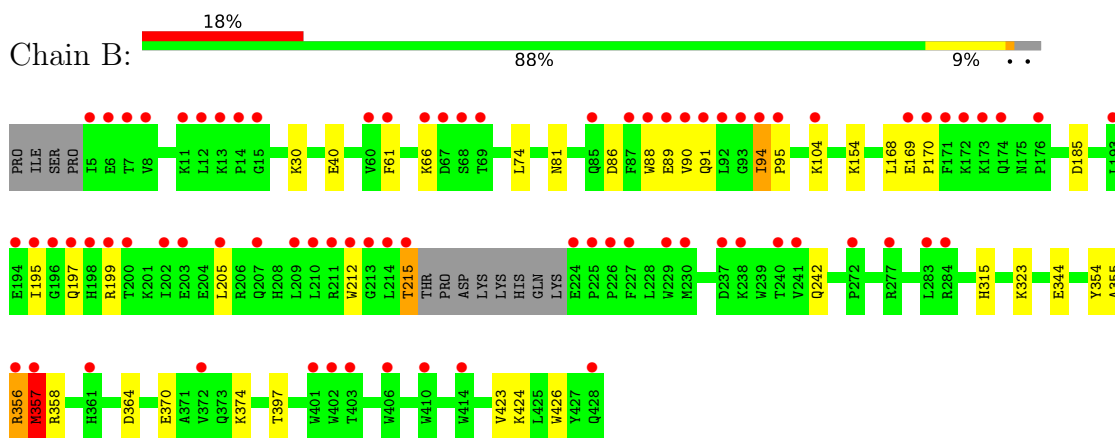 18%
Chain B:
88% 9% • •
PRO ILE SER PRO I5 E6 T7 V8 K11 L12 K13 P14 G15 K30 E40 V60 F61 K66 D67 S68 T69 L74 N81 Q85 D86 F87 W88 E89 V90 Q91 L92 G93 I94 P95 K104 K154 L168 E169 P170 F171 K172 K173 Q174 N175 P176 D185 L193
E194 I195 G196 Q197 H198 R199 T200 K201 I202 E203 E204 L205 R206 Q207 H208 L209 L210 R211 W212 G213 L214 T215 THR PRO ASP LYS LYS HIS GLN LYS E224 P225 P226 F227 L228 W229 M230 D237 K238 W239 T240 V241 Q242 P272 R277 L283 R284 H315 K323 E344 Y354 A355
R356 M357 R358 H361 D364 E370 A371 V372 Q373 K374 T397 W401 W402 T403 W406 W410 W414 V423 K424 L425 W426 Y427 Q428